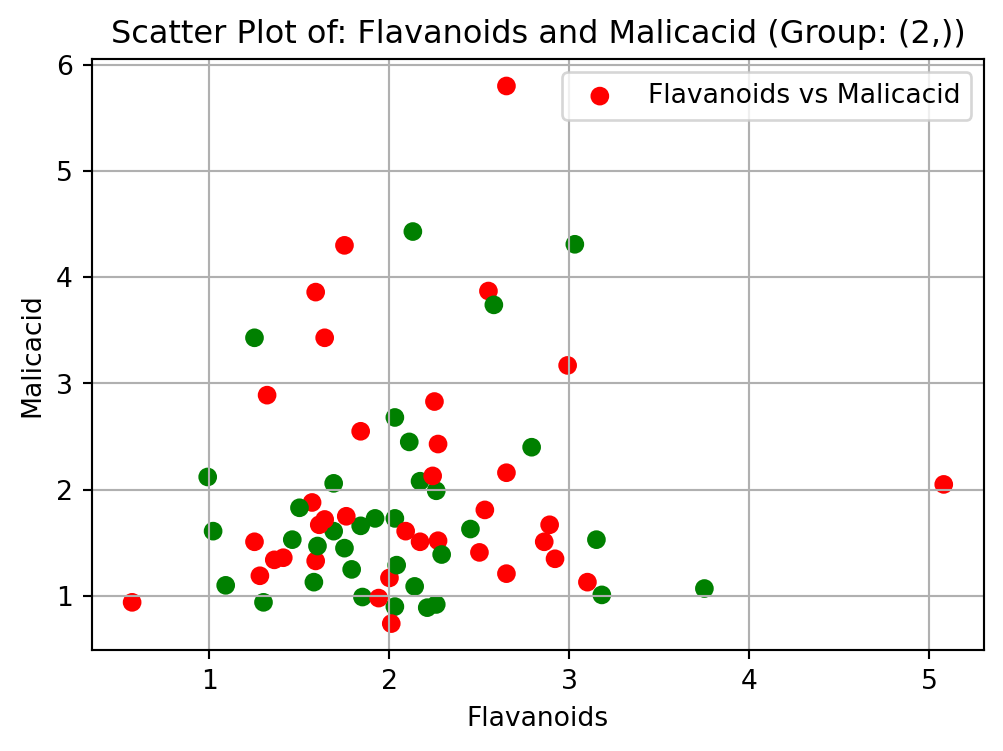 Scatter Plot of: Flavanoids and Malicacid (Group: (2,))
Flavanoids vs Malicacid
6
5
4
3
2
1
Malicacid
1 2 3 4 5
Flavanoids